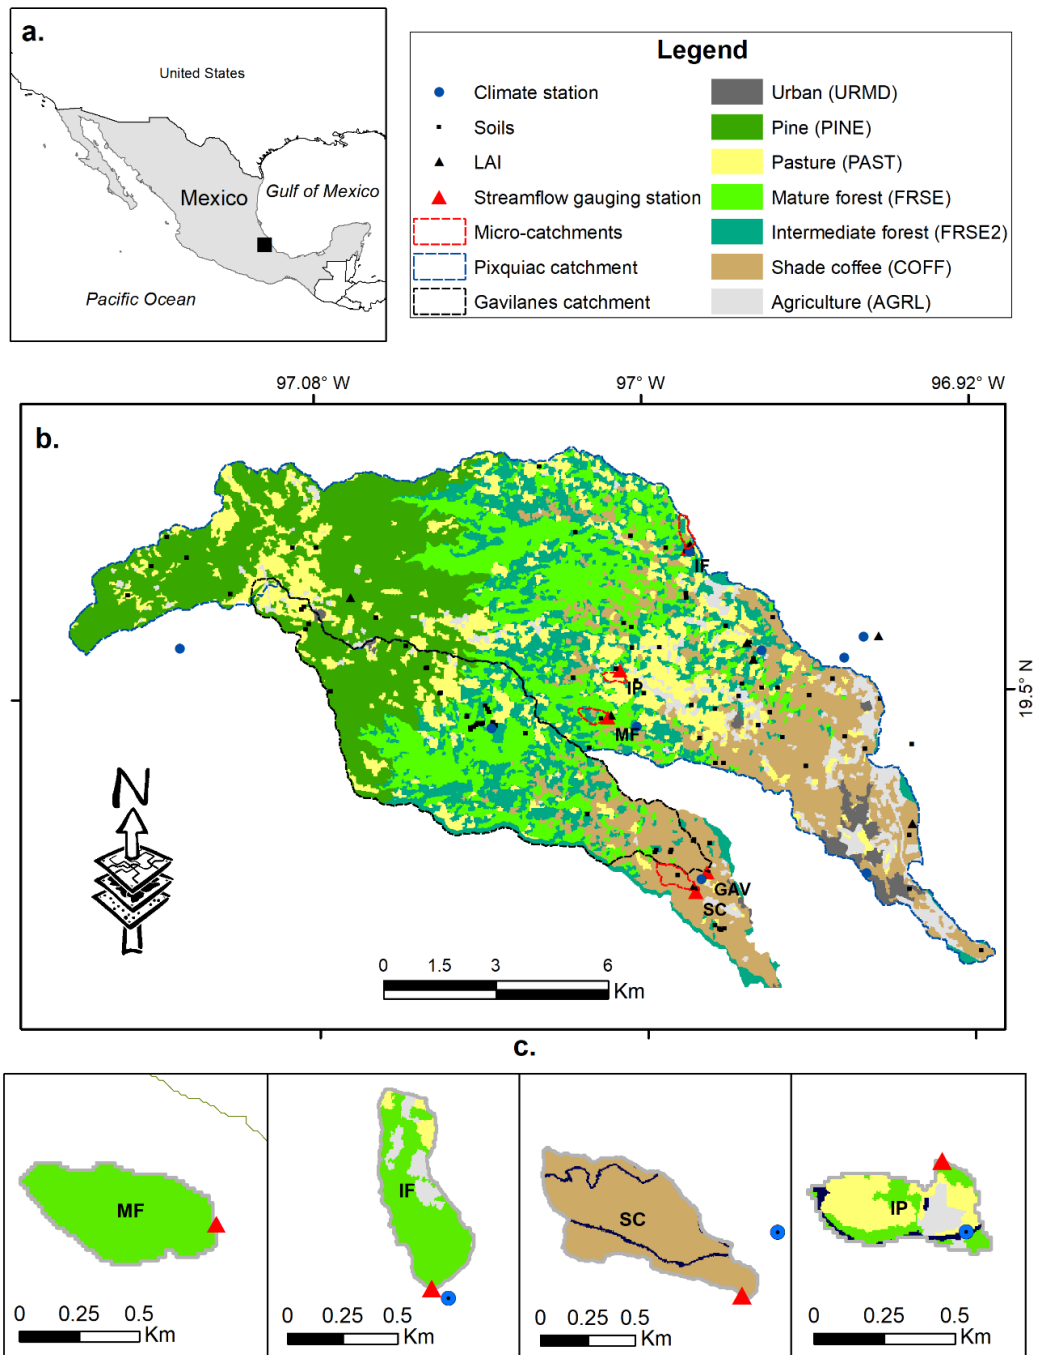 a.
United States
Mexico
Gulf of Mexico
Pacific Ocean
Legend
Climate station
Soils
LAI
Streamflow gauging station
Micro-catchments
Pixquiac catchment
Gavilanes catchment
Urban (URMD)
Pine (PINE)
Pasture (PAST)
Mature forest (FRSE)
Intermediate forest (FRSE2)
Shade coffee (COFF)
Agriculture (AGRL)
97.08° W
97° W
96.92° W
b.
IF
IP
MF
19.5° N
N
GAV
SC
0 1.5 3 6
Km
c.
MF
0 0.25 0.5
Km
IF
0 0.25 0.5
Km
SC
0 0.25 0.5
Km
IP
0 0.25 0.5
Km